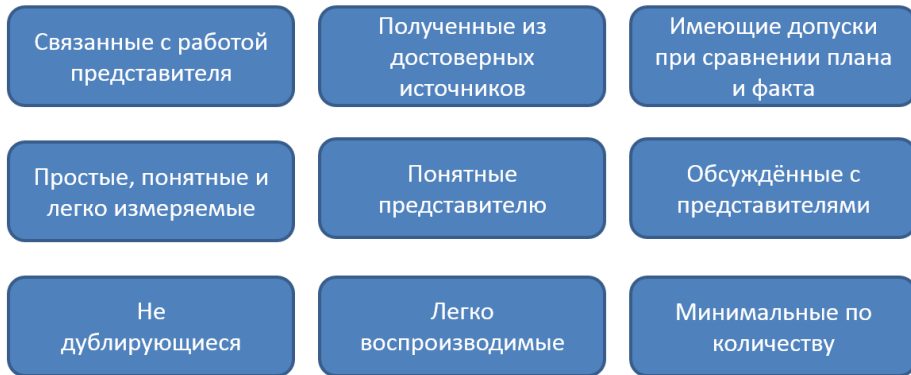 Связанные с работой
представителя
Полученные из
достоверных
источников
Имеющие допуски
при сравнении плана
и факта
Простые, понятные и
легко измеряемые
Понятные
представителю
Обсуждённые с
представителями
Не
дублирующиеся
Легко
воспроизводимые
Минимальные по
количеству